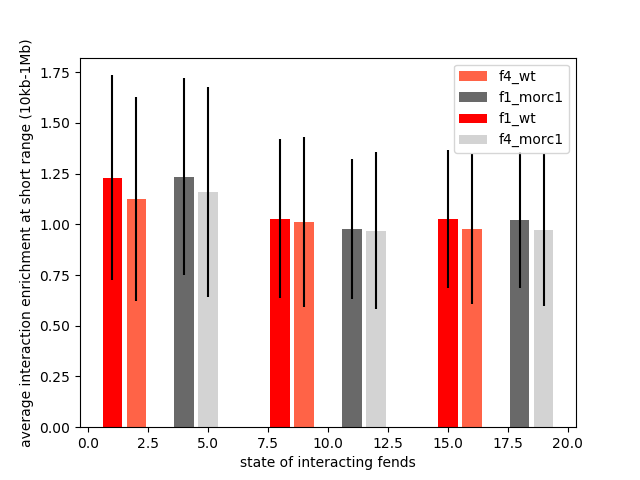 average interaction enrichment at short range (10kb-1Mb)
1.75
1.50
1.25
1.00
0.75
0.50
0.25
0.00
f4_wt
f1_morc1
f1_wt
f4_morc1
0.0 2.5 5.0 7.5 10.0 12.5 15.0 17.5 20.0
state of interacting fends